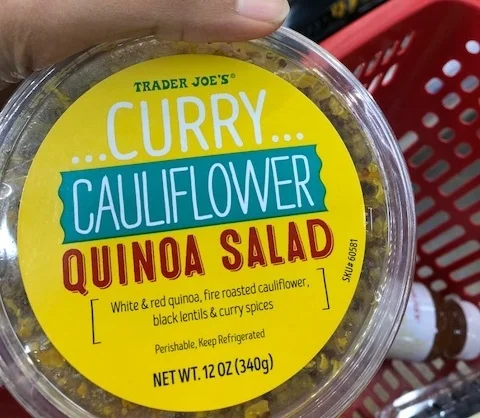 TRADER JOE'S®
...CURRY...
CAULIFLOWER
QUINOA SALAD
White & red quinoa, fire roasted cauliflower,
black lentils & curry spices
Perishable, Keep Refrigerated
NET WT. 12 OZ (340g)
SKU# 60581